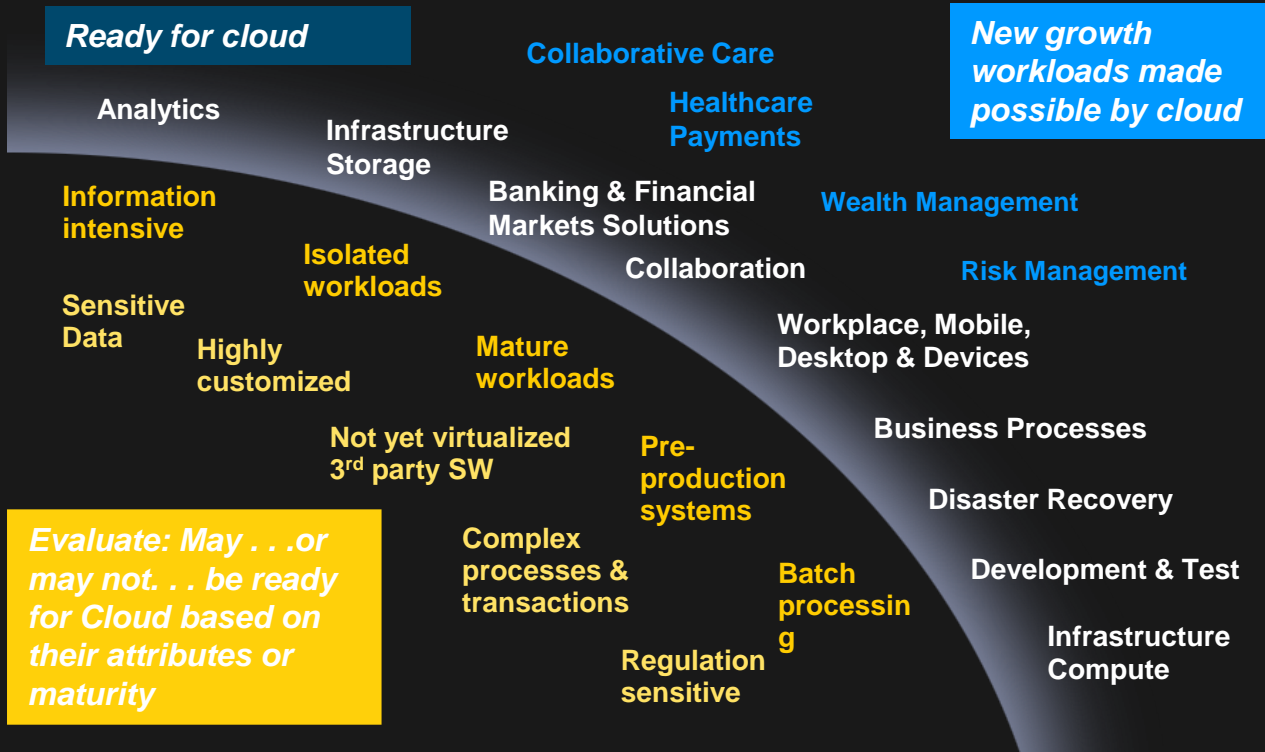 Ready for cloud
Collaborative Care
New growth
workloads made
possible by cloud
Analytics
Healthcare
Payments
Infrastructure
Storage
Banking & Financial
Markets Solutions
Wealth Management
Information
intensive
Isolated
workloads
Collaboration
Risk Management
Sensitive
Data
Highly
customized
Mature
workloads
Workplace, Mobile,
Desktop & Devices
Not yet virtualized
3rd party SW
Pre-
production
systems
Business Processes
Disaster Recovery
Evaluate: May . . .or
may not. . . be ready
for Cloud based on
their attributes or
maturity
Complex
processes &
transactions
Batch
processin
g
Development & Test
Regulation
sensitive
Infrastructure
Compute